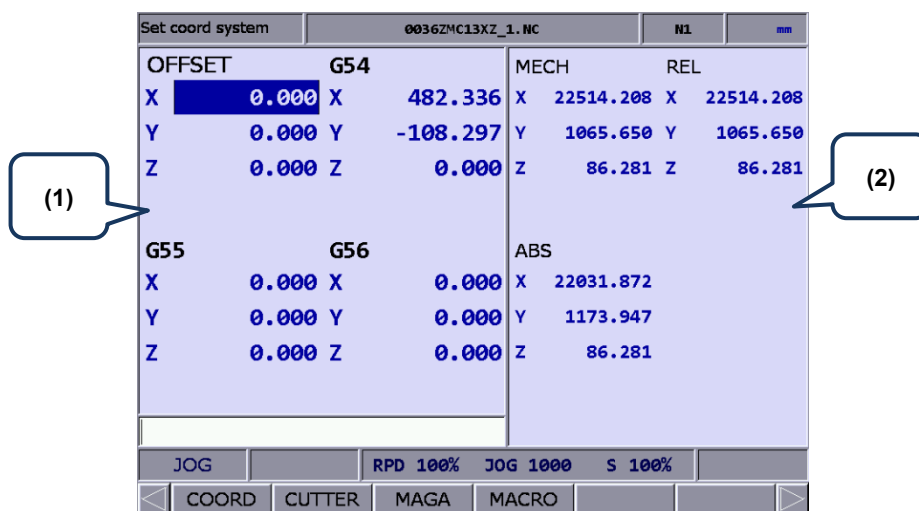 Set coord system 0036ZMC13XZ_1.NC N1 mm
OFFSET G54 MECH REL
X 0.000 X 482.336 X 22514.208 X 22514.208
Y 0.000 Y -108.297 Y 1065.650 Y 1065.650
Z 0.000 Z 0.000 Z 86.281 Z 86.281
(1) (2)
G55 G56 ABS
X 0.000 X 0.000 X 22031.872
Y 0.000 Y 0.000 Y 1173.947
Z 0.000 Z 0.000 Z 86.281
JOG RPD 100% JOG 1000 S 100%
COORD CUTTER MAGA MACRO